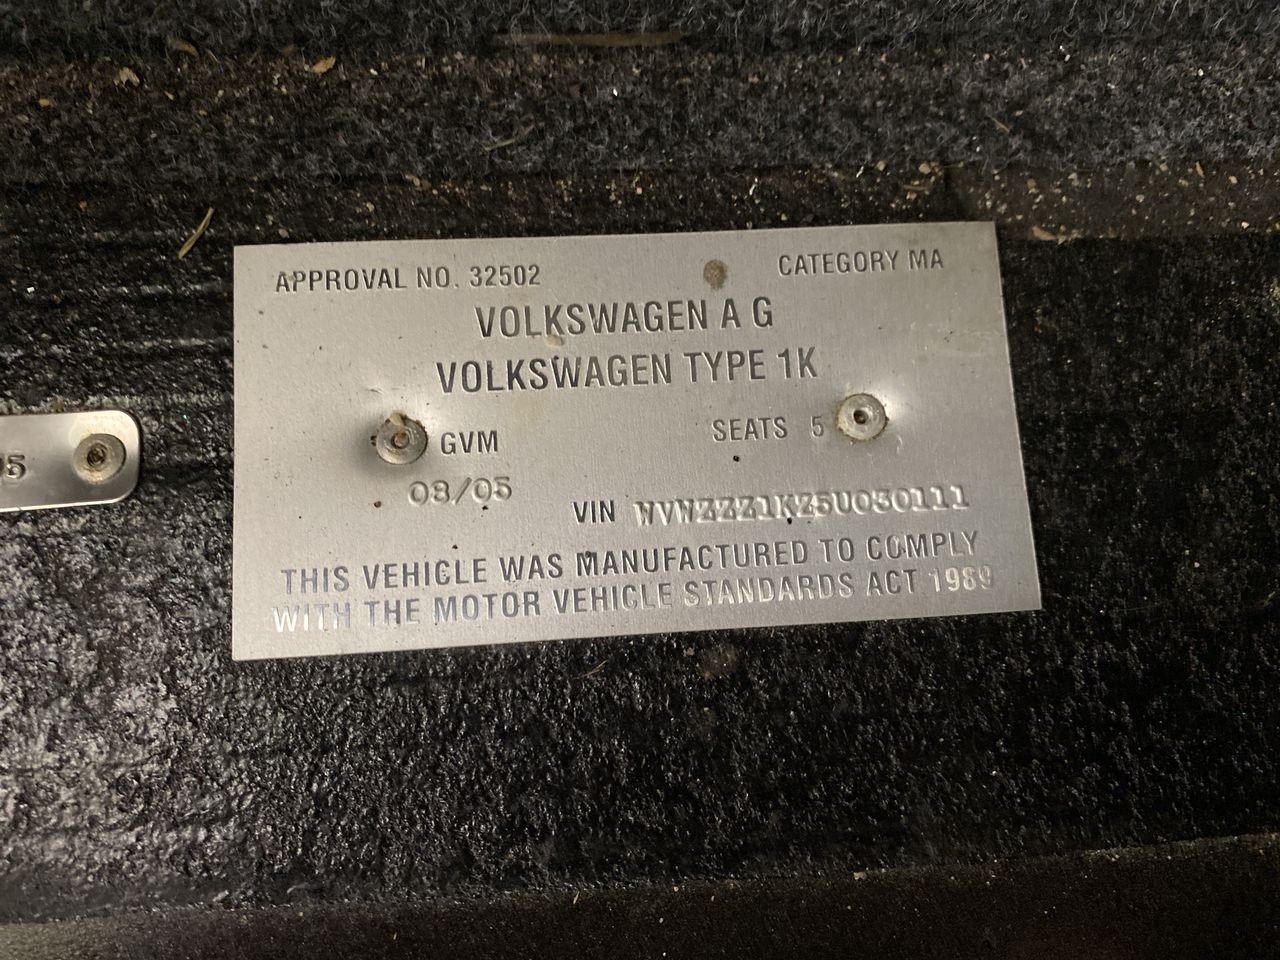 APPROVAL NO. 32502 CATEGORY MA
VOLKSWAGEN A G
VOLKSWAGEN TYPE 1K
GVM SEATS 5
08/05
VIN WVWZZZ1KZ5U030111
THIS VEHICLE WAS MANUFACTURED TO COMPLY
WITH THE MOTOR VEHICLE STANDARDS ACT 1989